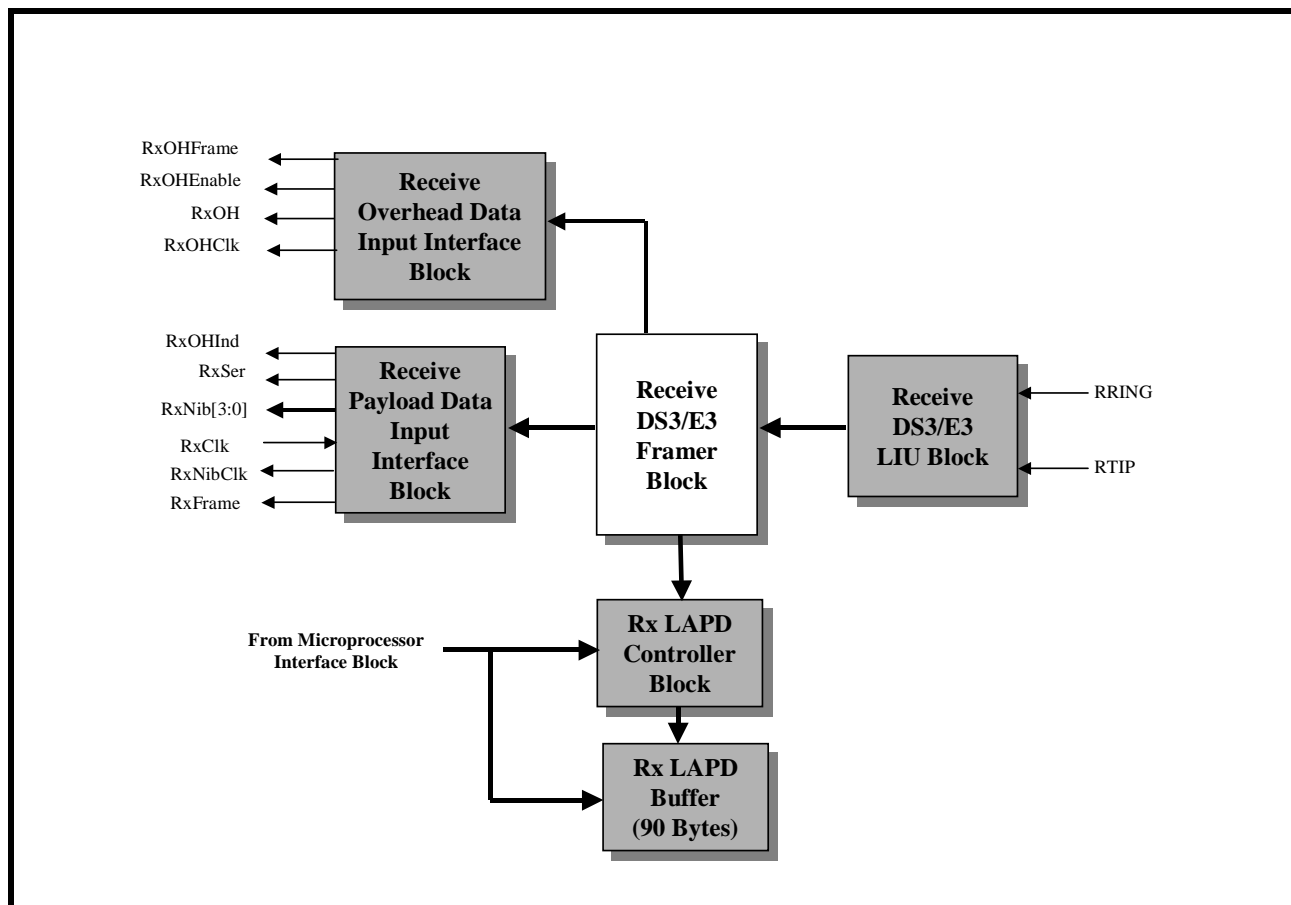 RxOHFrame
RxOHEnable
RxOH
RxOHClk
Receive
Overhead Data
Input Interface
Block
RxOHInd
RxSer
RxNib[3:0]
RxClk
RxNibClk
RxFrame
Receive
Payload Data
Input
Interface
Block
Receive
DS3/E3
Framer
Block
Receive
DS3/E3
LIU Block
RRING
RTIP
From Microprocessor
Interface Block
Rx LAPD
Controller
Block
Rx LAPD
Buffer
(90 Bytes)